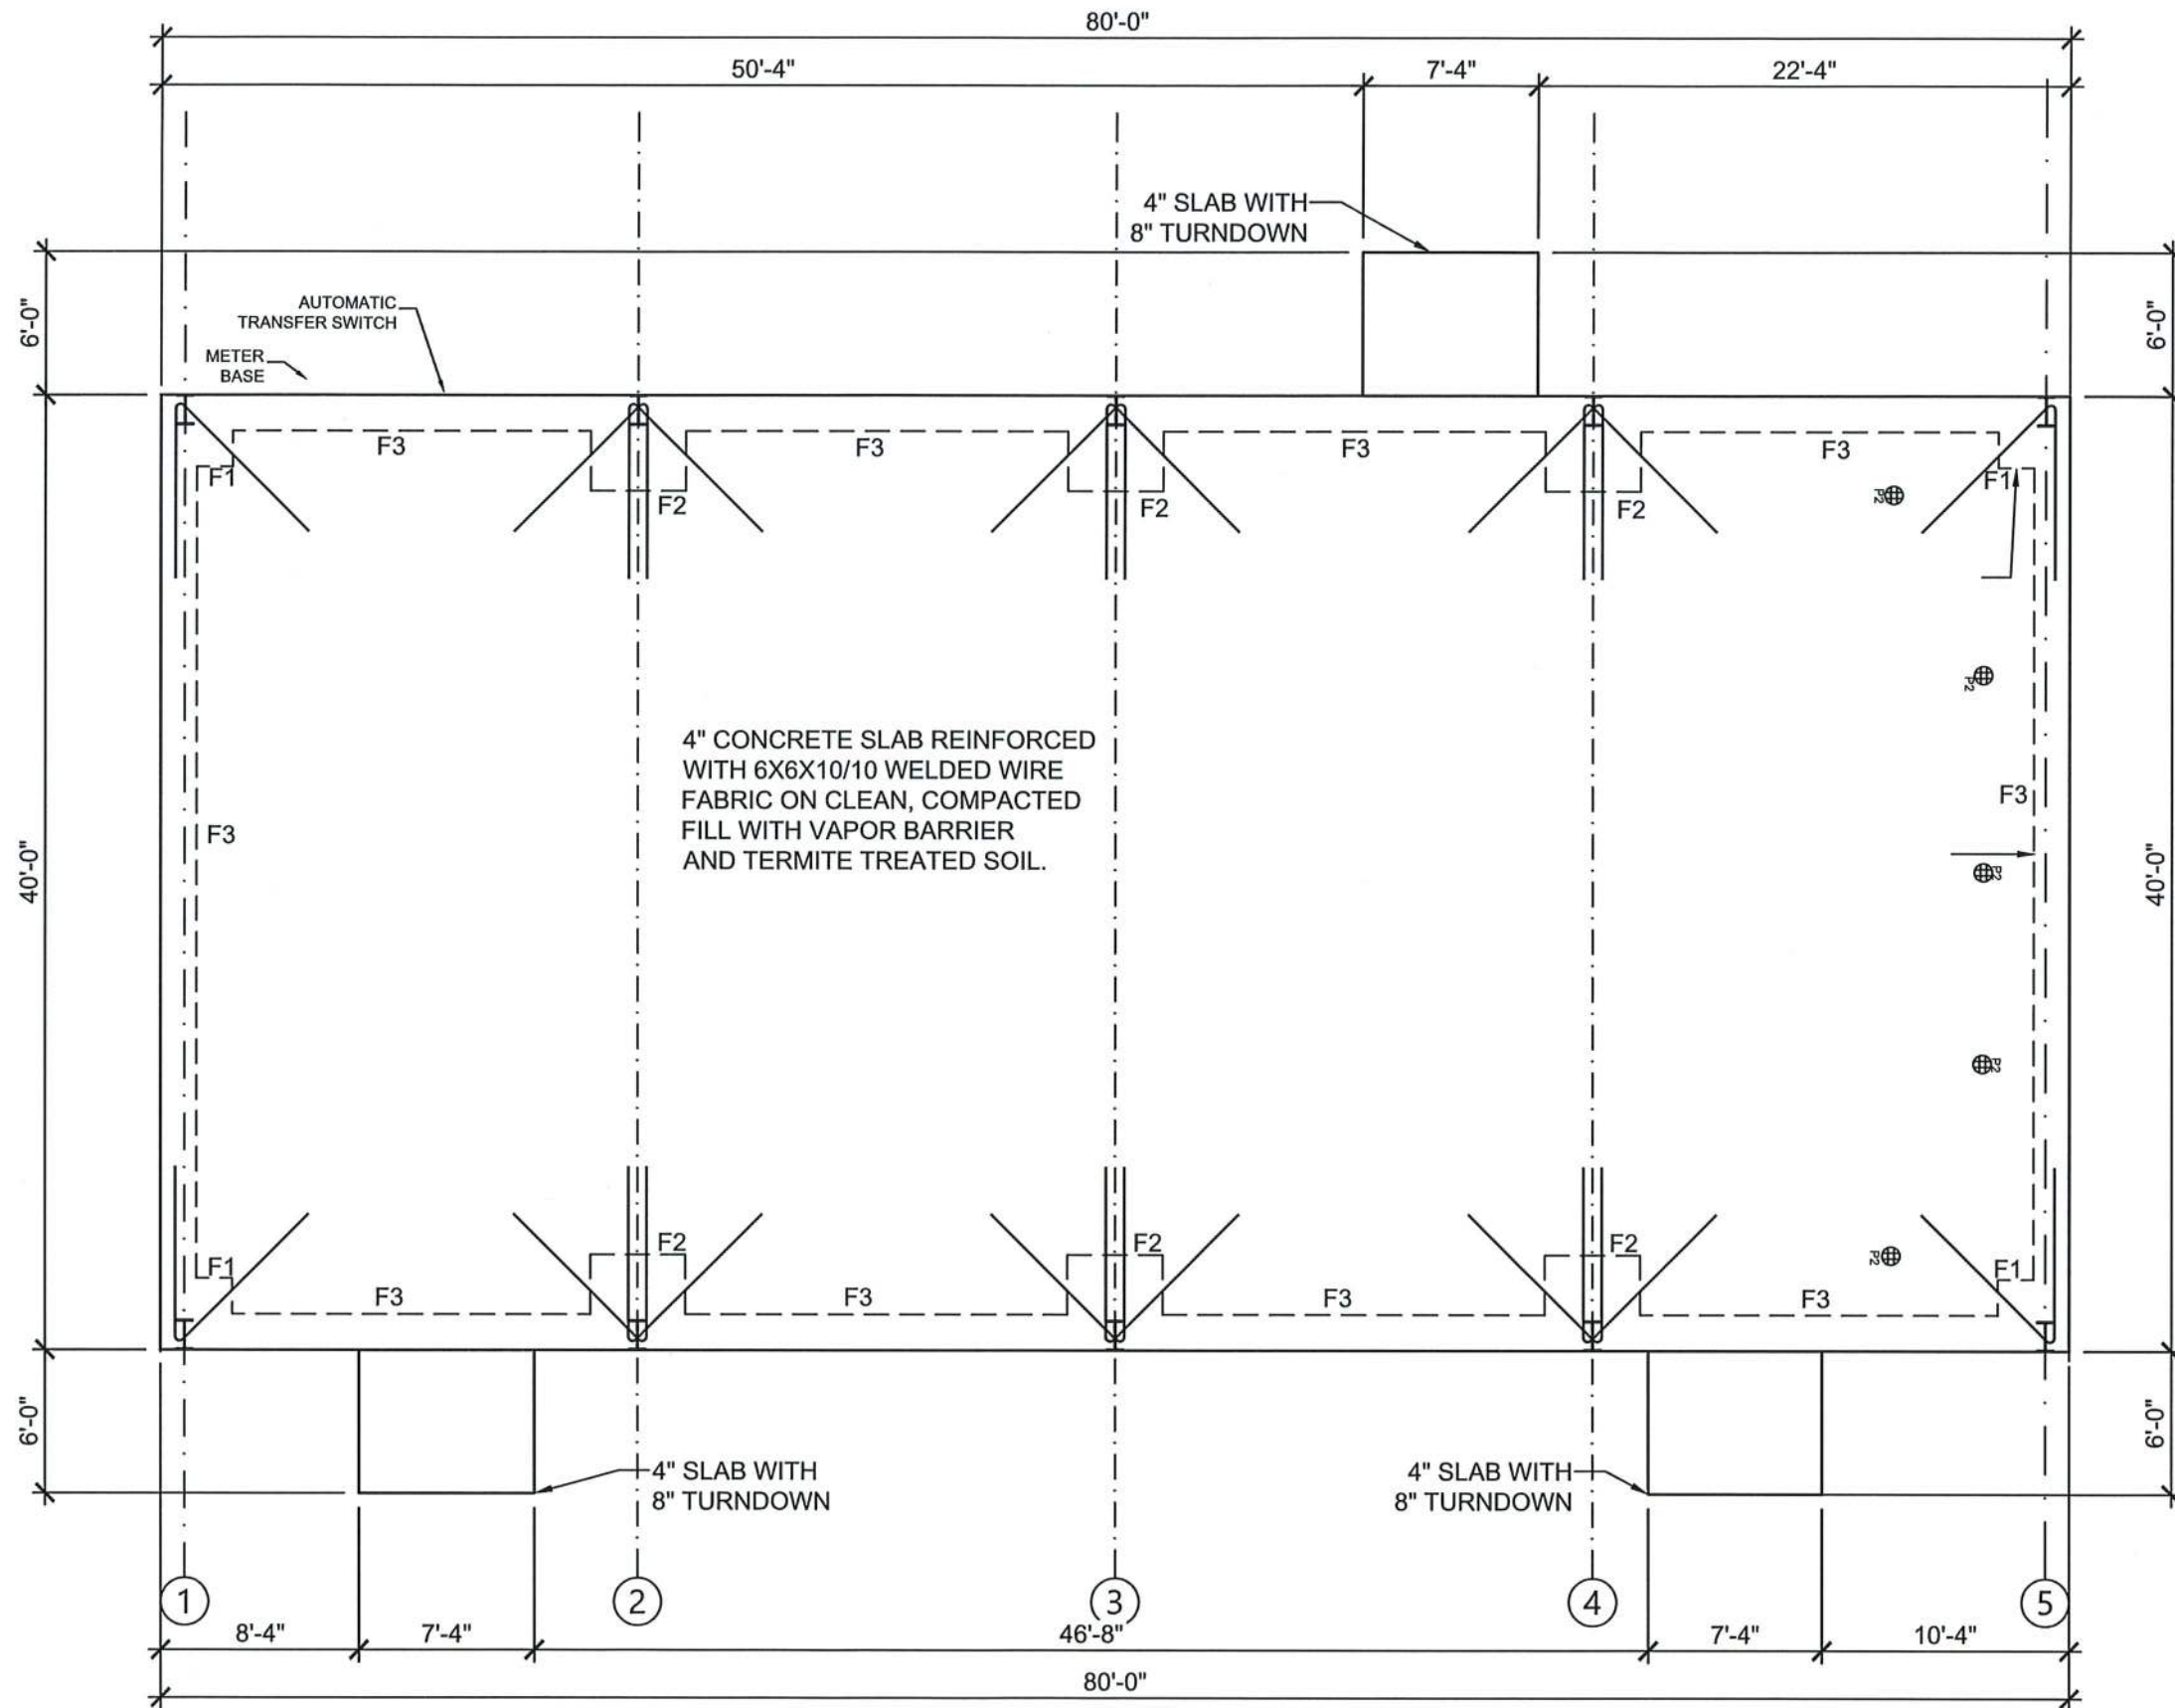 80'-0"
50'-4"
7'-4"
22'-4"
4" SLAB WITH
8" TURNDOWN
6'-0"
6'-0"
AUTOMATIC
TRANSFER SWITCH
METER
BASE
F3
F3
F3
F3
F1
F1
F2
F2
F2
P2
P2
4" CONCRETE SLAB REINFORCED
WITH 6X6X10/10 WELDED WIRE
FABRIC ON CLEAN, COMPACTED
FILL WITH VAPOR BARRIER
AND TERMITE TREATED SOIL.
F3
F3
40'-0"
40'-0"
P2
P2
P2
F2
F2
F2
F1
F1
F3
F3
F3
F3
6'-0"
6'-0"
4" SLAB WITH
8" TURNDOWN
4" SLAB WITH
8" TURNDOWN
1
2
3
4
5
8'-4"
7'-4"
46'-8"
7'-4"
10'-4"
80'-0"